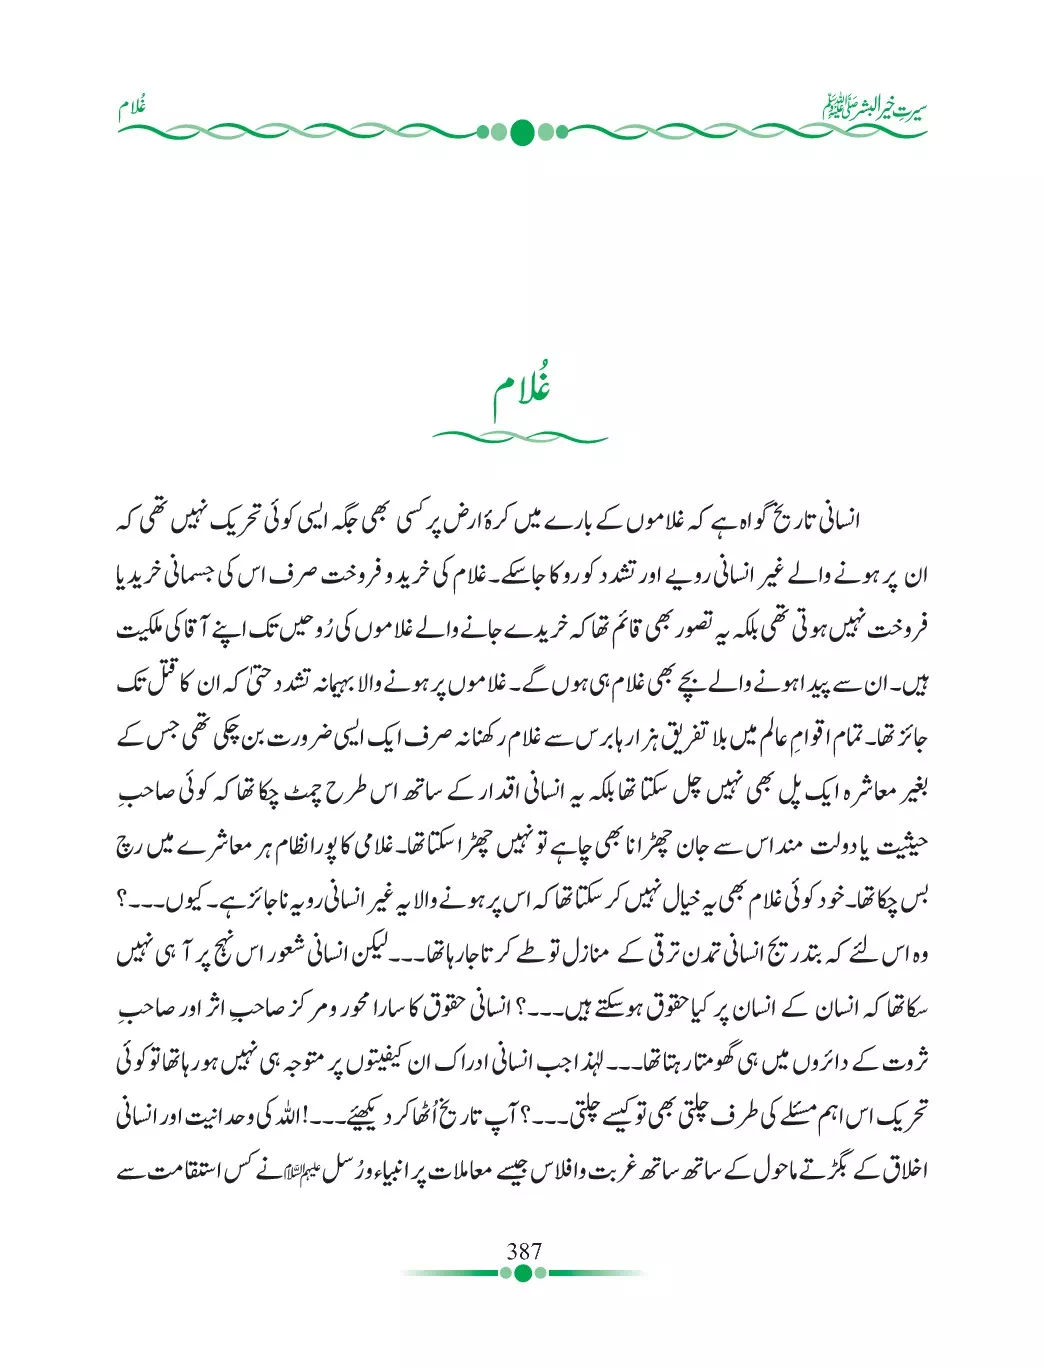 سیرتِ خیر البشر ﷺ
غُلام
غُلام
انسانی تاریخ گواہ ہے کہ غلاموں کے بارے میں کرۂ ارض پر کسی بھی جگہ ایسی کوئی تحریک نہیں تھی کہ
ان پر ہونے والے غیر انسانی رویے اور تشدد کو روکا جا سکے۔ غلام کی خرید و فروخت صرف اس کی جسمانی خرید یا
فروخت نہیں ہوتی تھی بلکہ یہ تصور بھی قائم تھا کہ خریدے جانے والے غلاموں کی رُوحیں تک اپنے آقا کی ملکیت
ہیں۔ ان سے پیدا ہونے والے بچے بھی غلام ہی ہوں گے۔ غلاموں پر ہونے والا بہیمانہ تشدد حتیٰ کہ ان کا قتل تک
جائز تھا۔ تمام اقوامِ عالم میں بلا تفریق ہزارہا برس سے غلام رکھنا نہ صرف ایک ایسی ضرورت بن چکی تھی جس کے
بغیر معاشرہ ایک پل بھی نہیں چل سکتا تھا بلکہ یہ انسانی اقدار کے ساتھ اس طرح چمٹ چکا تھا کہ کوئی صاحبِ
حیثیت یا دولت مند اس سے جان چھڑانا بھی چاہے تو نہیں چھڑا سکتا تھا۔ غلامی کا پورا نظام ہر معاشرے میں رچ
بس چکا تھا۔ خود کوئی غلام بھی یہ خیال نہیں کر سکتا تھا کہ اس پر ہونے والا یہ غیر انسانی رویہ ناجائز ہے۔ کیوں۔۔۔؟
وہ اس لئے کہ بتدریج انسانی تمدن ترقی کے منازل تو طے کرتا جا رہا تھا۔۔۔ لیکن انسانی شعور اس نہج پر آ ہی نہیں
سکا تھا کہ انسان کے انسان پر کیا حقوق ہو سکتے ہیں۔۔۔؟ انسانی حقوق کا سارا محور و مرکز صاحبِ اثر اور صاحبِ
ثروت کے دائروں میں ہی گھومتا رہتا تھا۔۔۔ لہٰذا جب انسانی ادراک ان کیفیتوں پر متوجہ ہی نہیں ہو رہا تھا تو کوئی
تحریک اس اہم مسئلے کی طرف چلتی بھی تو کیسے چلتی۔۔۔؟ آپ تاریخ اُٹھا کر دیکھئے۔۔۔! اللہ کی وحدانیت اور انسانی
اخلاق کے بگڑتے ماحول کے ساتھ ساتھ غربت و افلاس جیسے معاملات پر انبیاء و رُسل علیہم السلام نے کس استقامت سے
387